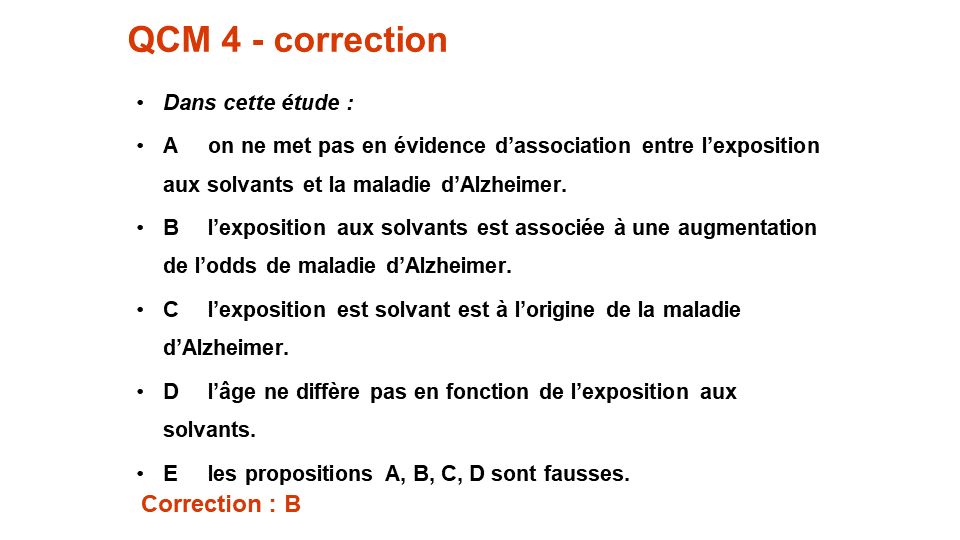 QCM 4 - correction
• Dans cette étude :
• A on ne met pas en évidence d’association entre l’exposition
aux solvants et la maladie d’Alzheimer.
• B l’exposition aux solvants est associée à une augmentation
de l’odds de maladie d’Alzheimer.
• C l’exposition est solvant est à l’origine de la maladie
d’Alzheimer.
• D l’âge ne diffère pas en fonction de l’exposition aux
solvants.
• E les propositions A, B, C, D sont fausses.
Correction : B